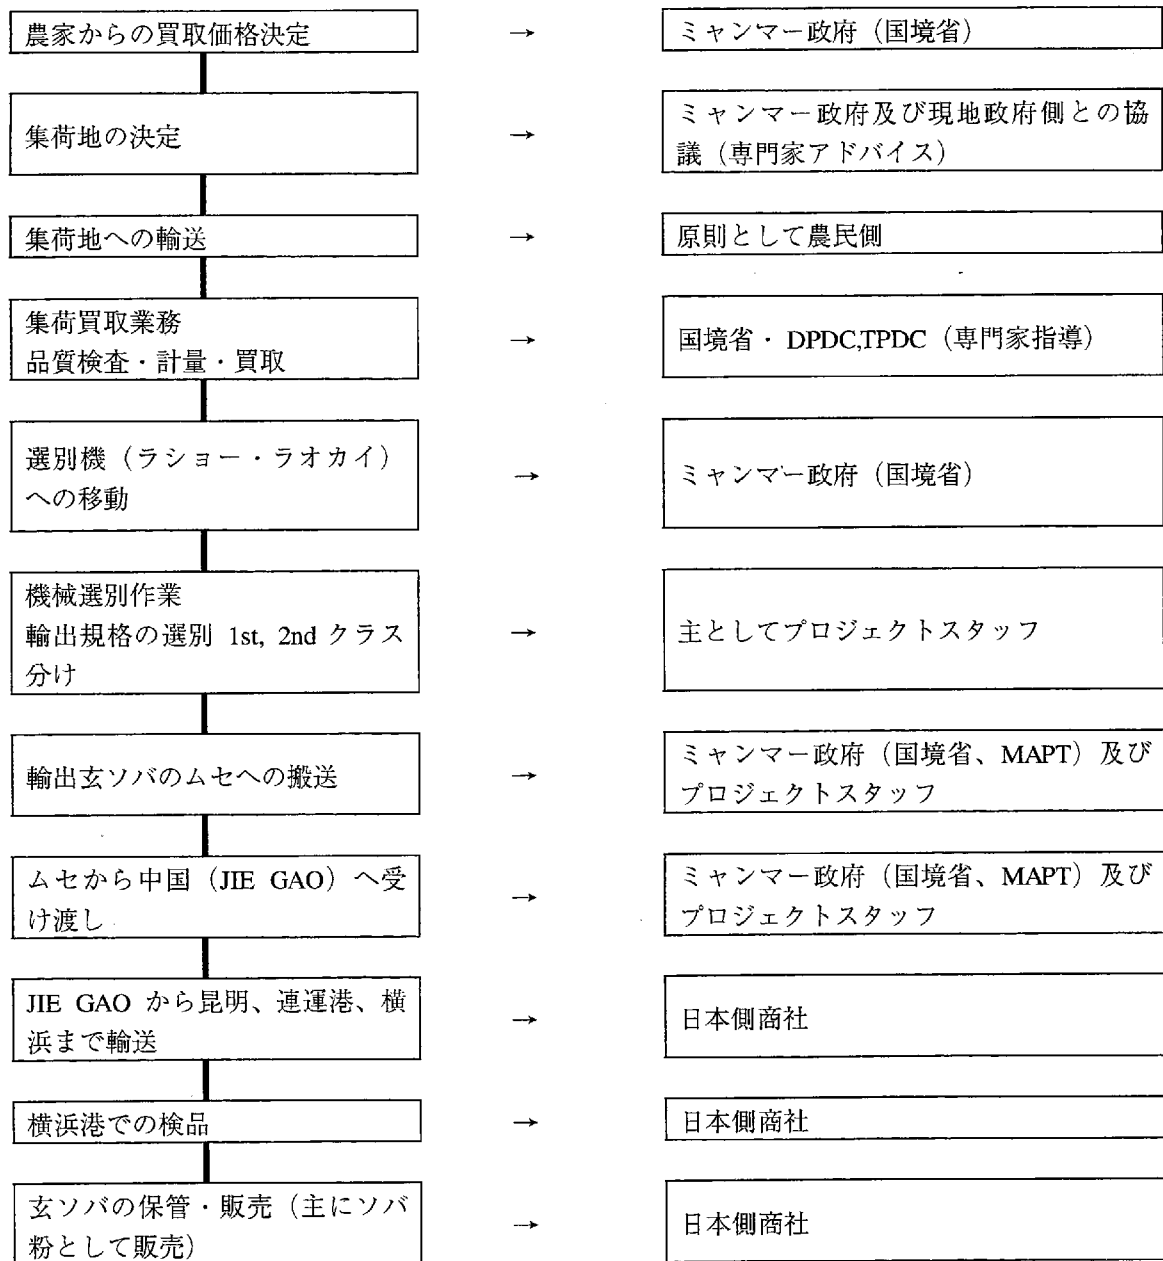 農家からの買取価格決定
→
ミャンマー政府（国境省）
集荷地の決定
→
ミャンマー政府及び現地政府側との協
議（専門家アドバイス）
集荷地への輸送
→
原則として農民側
集荷買取業務
品質検査・計量・買取
→
国境省・DPDC,TPDC（専門家指導）
選別機（ラショー・ラオカイ）
への移動
→
ミャンマー政府（国境省）
機械選別作業
輸出規格の選別 1st, 2nd クラス
分け
→
主としてプロジェクトスタッフ
輸出玄ソバのムセへの搬送
→
ミャンマー政府（国境省、MAPT）及び
プロジェクトスタッフ
ムセから中国（JIE GAO）へ受
け渡し
→
ミャンマー政府（国境省、MAPT）及び
プロジェクトスタッフ
JIE GAO から昆明、連運港、横
浜まで輸送
→
日本側商社
横浜港での検品
→
日本側商社
玄ソバの保管・販売（主にソバ
粉として販売）
→
日本側商社